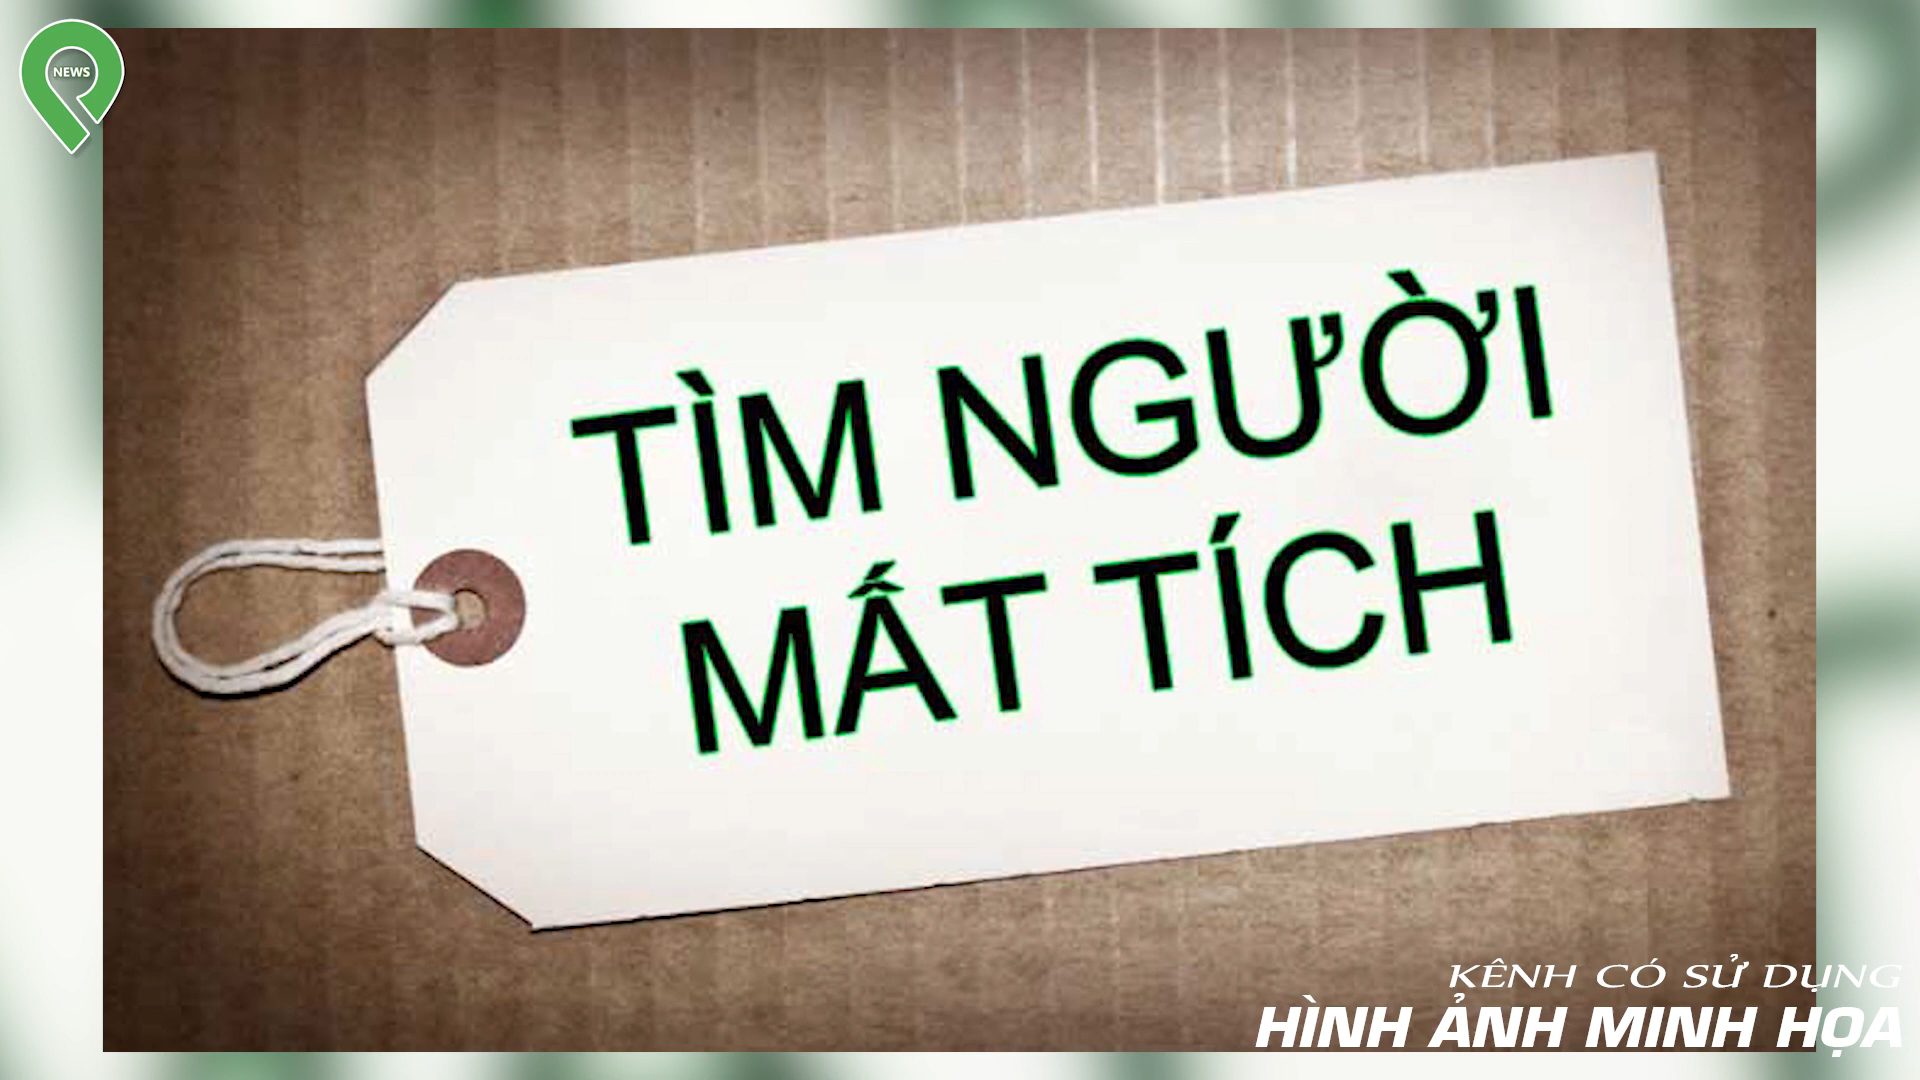 NEWS
TÌM NGƯỜI
MẤT TÍCH
KÊNH CÓ SỬ DỤNG
HÌNH ẢNH MINH HỌA